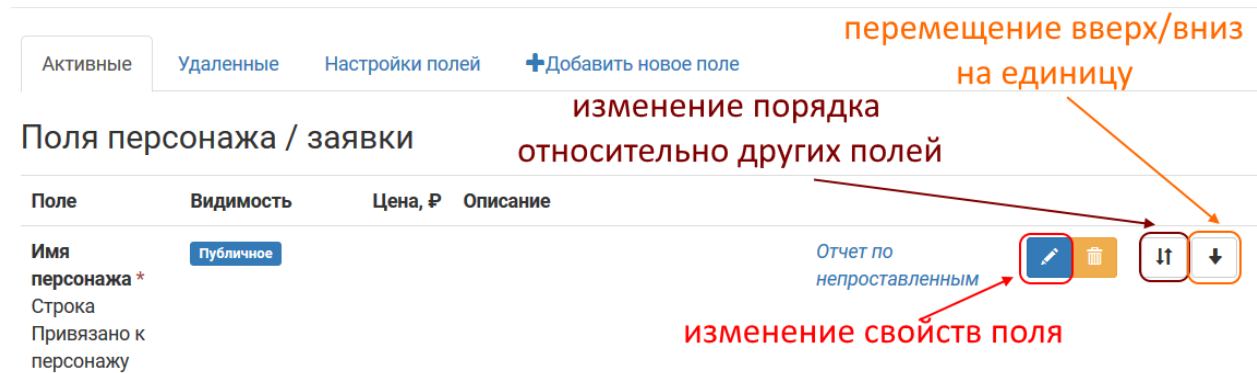 перемещение вверх/вниз
на единицу
Активные Удаленные Настройки полей Добавить новое поле
изменение порядка
относительно других полей
Поля персонажа / заявки
Поле Видимость Цена, ₽ Описание
Имя
персонажа *
Строка
Привязано к
персонажу
Публичное
Отчет по
непроставленным
изменение свойств поля